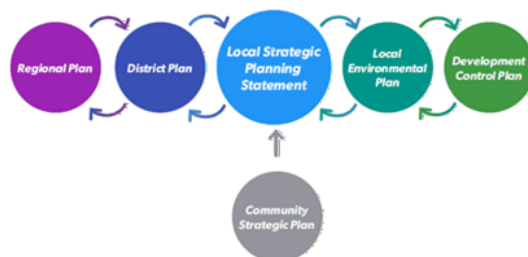 Regional Plan
District Plan
Local Strategic
Planning
Statement
Local
Environmental
Plan
Development
Control Plan
Community
Strategic Plan